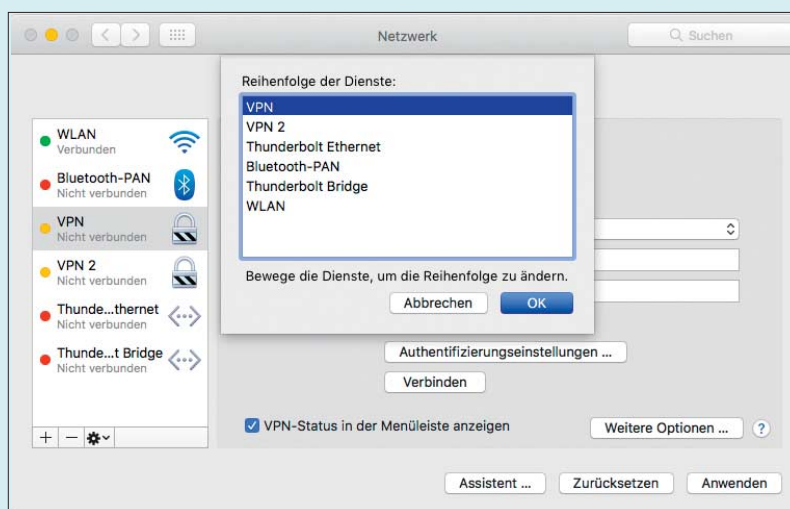 Netzwerk
Suchen
Reihenfolge der Dienste:
VPN
VPN 2
Thunderbolt Ethernet
Bluetooth-PAN
Thunderbolt Bridge
WLAN
Bewege die Dienste, um die Reihenfolge zu ändern.
Abbrechen
OK
WLAN
Verbunden
Bluetooth-PAN
Nicht verbunden
VPN
Nicht verbunden
VPN 2
Nicht verbunden
Thunde...thernet
Nicht verbunden
Thunde...t Bridge
Nicht verbunden
Authentifizierungseinstellungen ...
Verbinden
VPN-Status in der Menüleiste anzeigen
Weitere Optionen ...
?
Assistent ...
Zurücksetzen
Anwenden